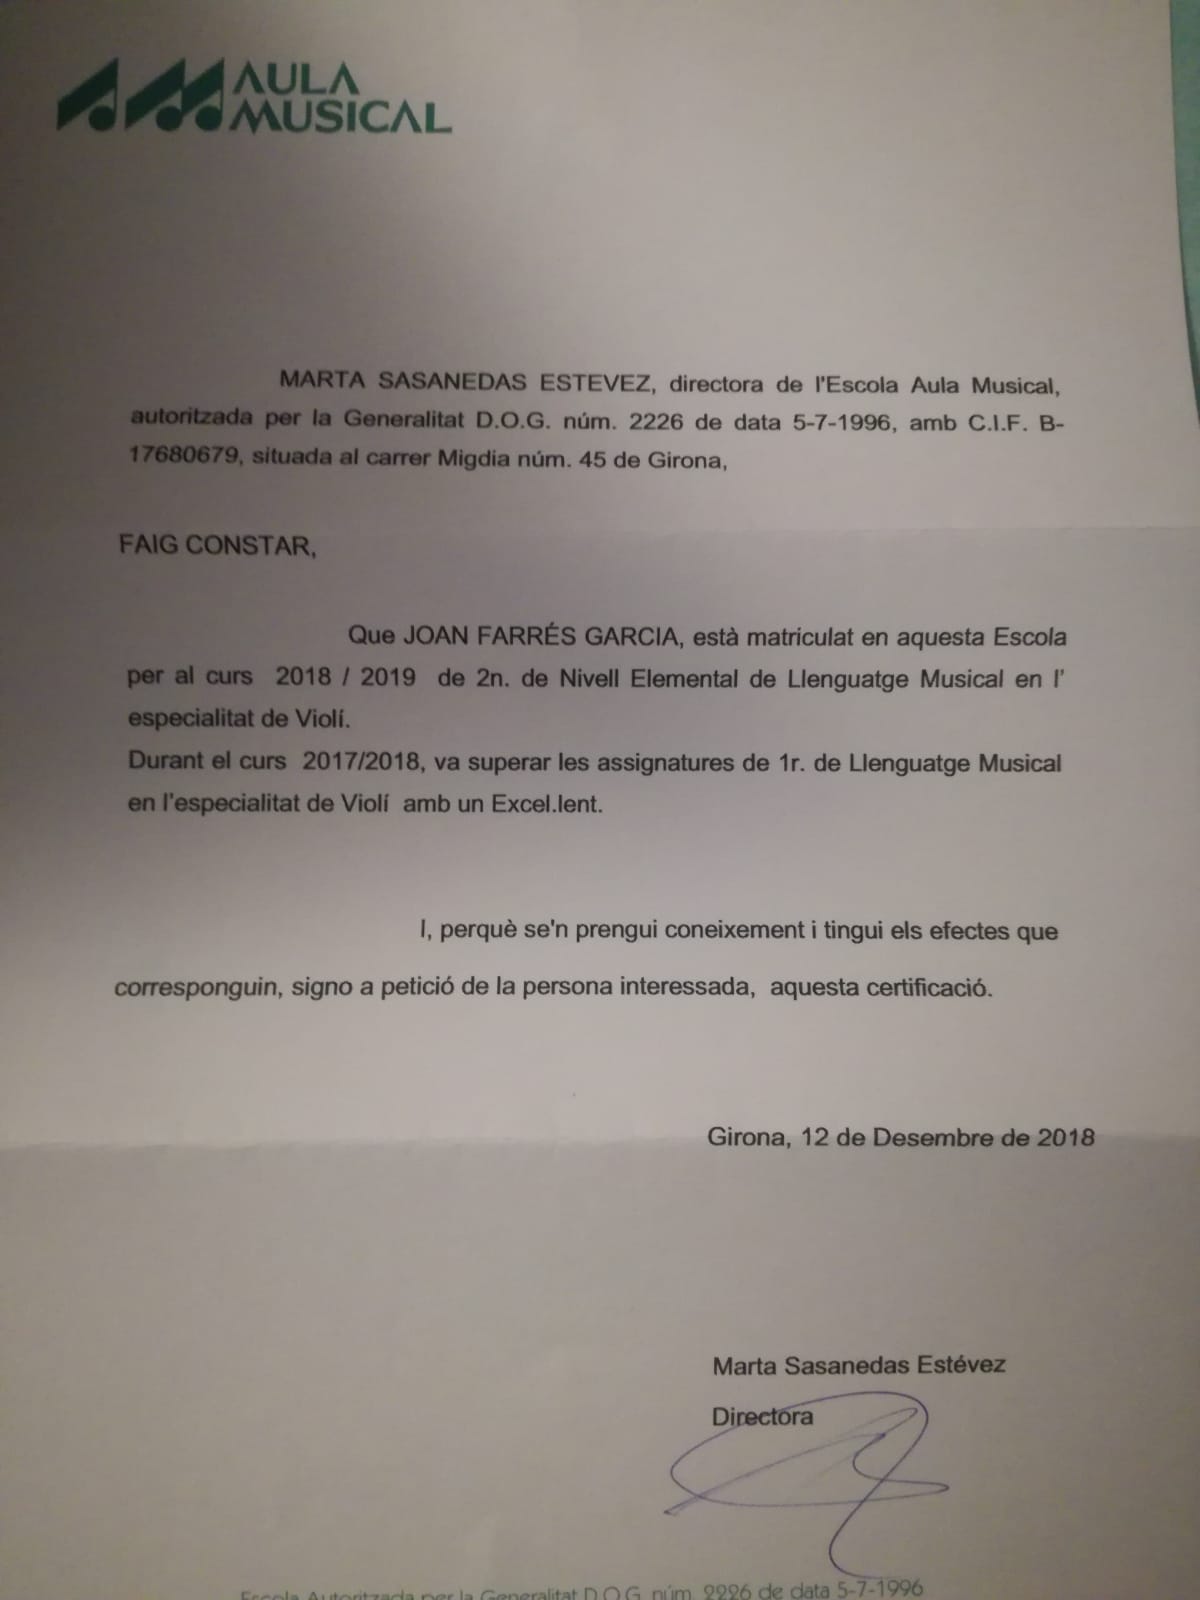 AULA
MUSICAL
MARTA SASANEDAS ESTEVEZ, directora de l'Escola Aula Musical,
autoritzada per la Generalitat D.O.G. núm. 2226 de data 5-7-1996, amb C.I.F. B-
17680679, situada al carrer Migdia núm. 45 de Girona,
FAIG CONSTAR,
Que JOAN FARRÉS GARCIA, està matriculat en aquesta Escola
per al curs 2018 / 2019 de 2n. de Nivell Elemental de Llenguatge Musical en l'
especialitat de Violí.
Durant el curs 2017/2018, va superar les assignatures de 1r. de Llenguatge Musical
en l'especialitat de Violí amb un Excel.lent.
I, perquè se'n prengui coneixement i tingui els efectes que
corresponguin, signo a petició de la persona interessada, aquesta certificació.
Girona, 12 de Desembre de 2018
Marta Sasanedas Estévez
Directora
Escola Autoritzada per la Generalitat D.O.G. núm. 2226 de data 5-7-1996